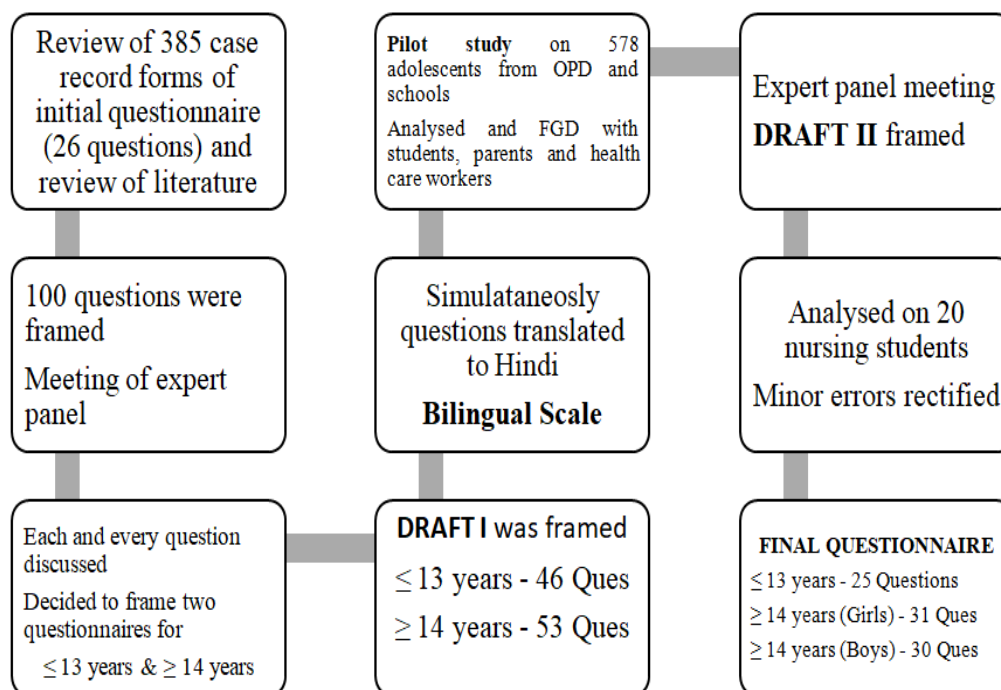 Review of 385 case
record forms of
initial questionnaire
(26 questions) and
review of literature
100 questions were
framed
Meeting of expert
panel
Each and every question
discussed
Decided to frame two
questionnaires for
≤ 13 years & ≥ 14 years
DRAFT I was framed
≤ 13 years - 46 Ques
≥ 14 years - 53 Ques
Simulataneosly
questions translated
to Hindi
Bilingual Scale
Pilot study on 578
adolescents from OPD and
schools
Analysed and FGD with
students, parents and health
care workers
Expert panel meeting
DRAFT II framed
Analysed on 20
nursing students
Minor errors rectified
FINAL QUESTIONNAIRE
≤ 13 years - 25 Questions
≥ 14 years (Girls) - 31 Ques
≥ 14 years (Boys) - 30 Ques